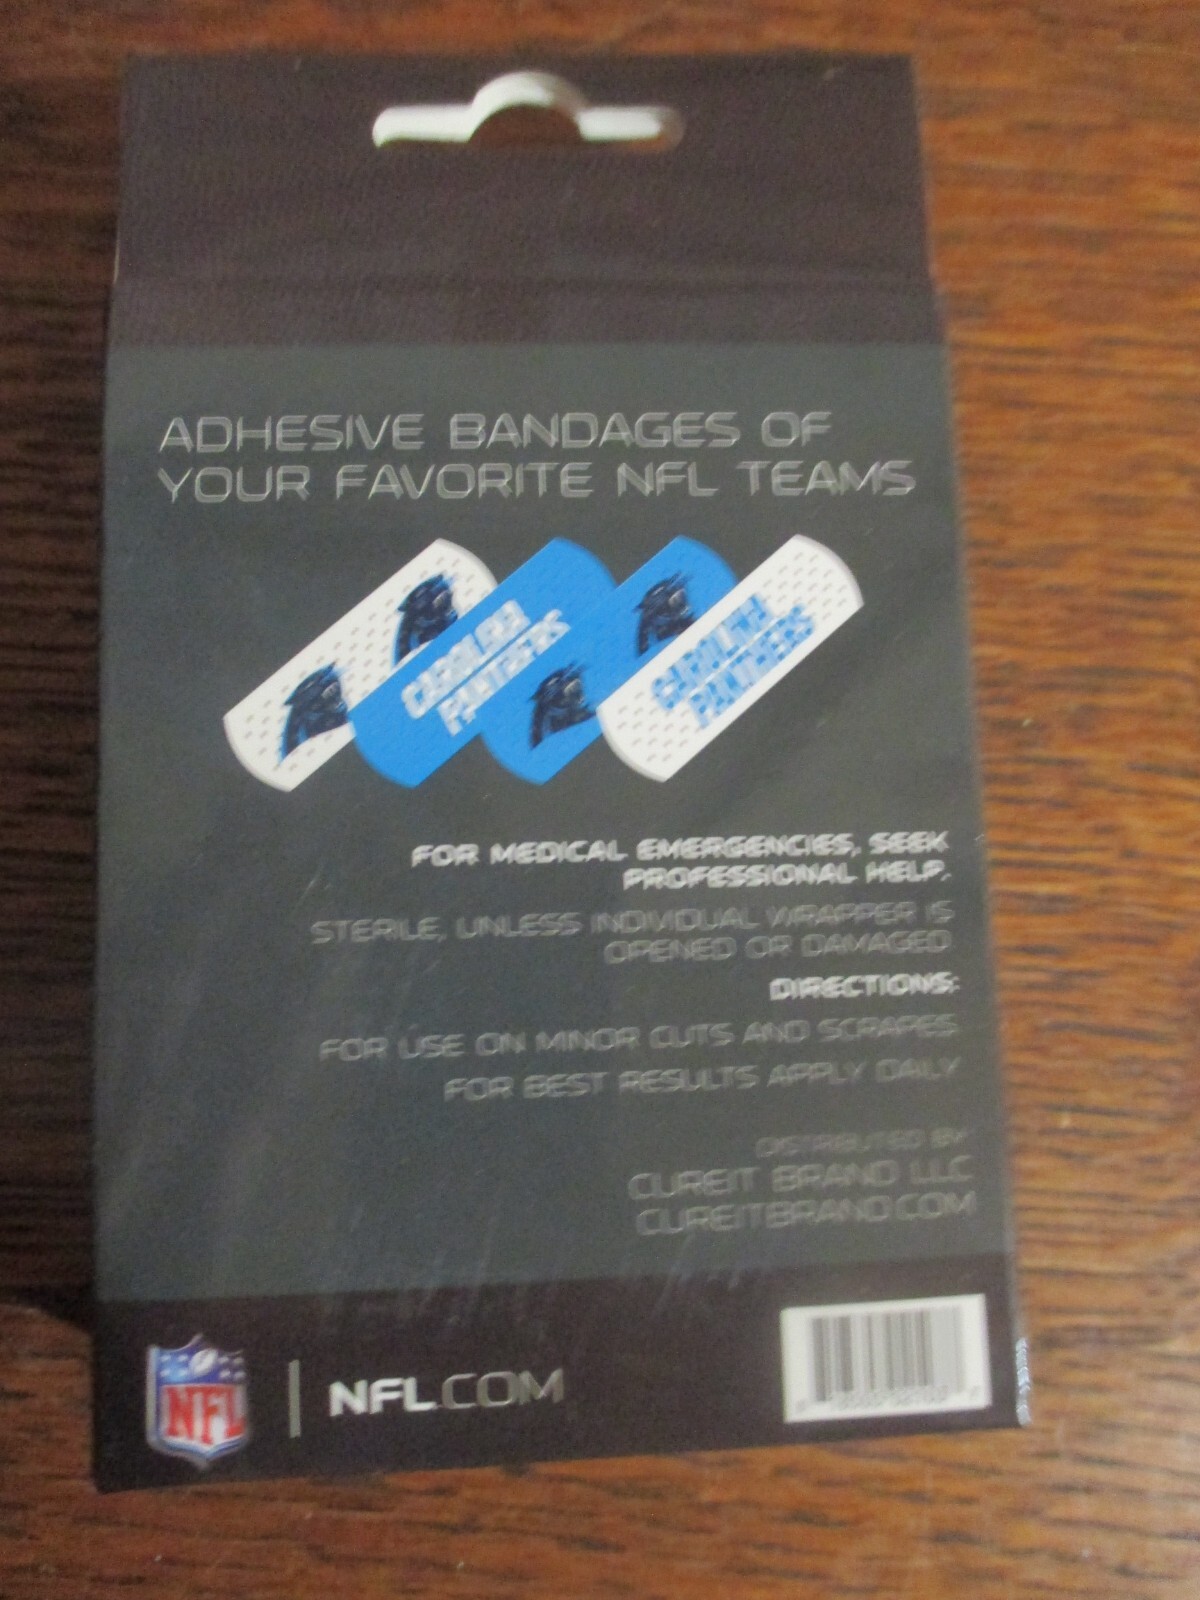 ADHESIVE BANDAGES OF
YOUR FAVORITE NFL TEAMS
CAROLINA
PANTHERS
CAROLINA
PANTHERS
FOR MEDICAL EMERGENCIES, SEEK
PROFESSIONAL HELP.
STERILE, UNLESS INDIVIDUAL WRAPPER IS
OPENED OR DAMAGED
DIRECTIONS:
FOR USE ON MINOR CUTS AND SCRAPES
FOR BEST RESULTS APPLY DAILY
DISTRIBUTED BY
CUREIT BRAND LLC
CUREITBRAND.COM
NFL
NFL.COM